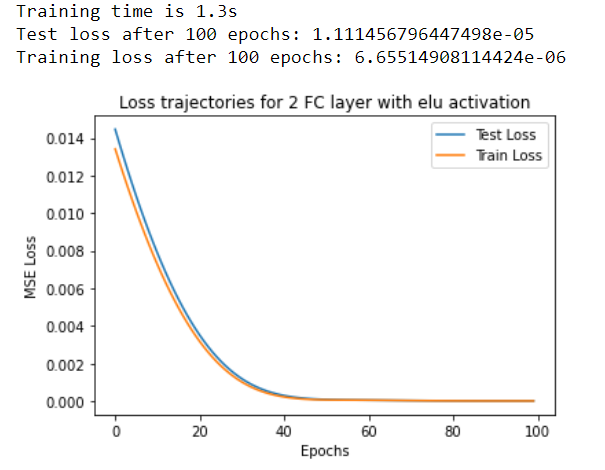 Training time is 1.3s
Test loss after 100 epochs: 1.111456796447498e-05
Training loss after 100 epochs: 6.65514908114424e-06
Loss trajectories for 2 FC layer with elu activation
Test Loss
Train Loss
MSE Loss
0.014
0.012
0.010
0.008
0.006
0.004
0.002
0.000
0 20 40 60 80 100
Epochs